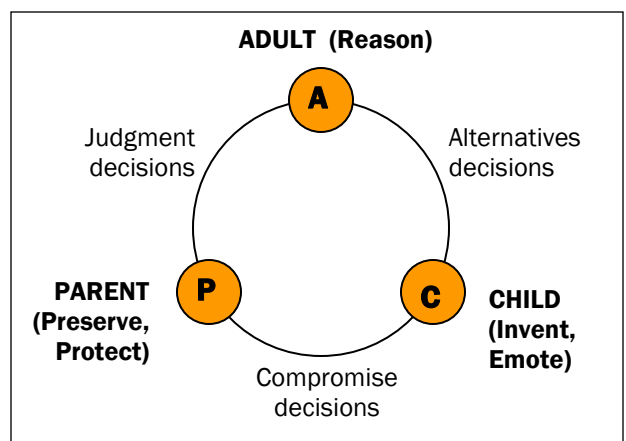 ADULT (Reason)
A
Judgment
decisions
Alternatives
decisions
P
PARENT
(Preserve,
Protect)
C
CHILD
(Invent,
Emote)
Compromise
decisions